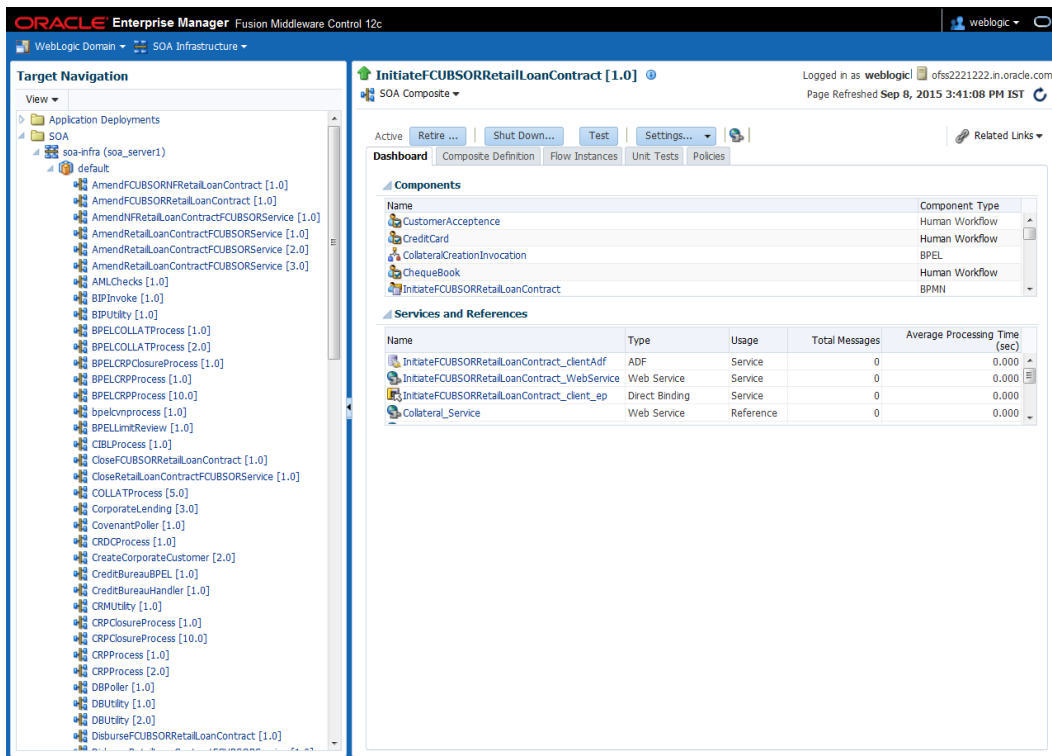 ORACLE Enterprise Manager Fusion Middleware Control 12c
weblogic
WebLogic Domain SOA Infrastructure
Target Navigation
View
Application Deployments
SOA
soa-infra (soa_server1)
default
AmendFCUBSORNFRetailLoanContract [1.0]
AmendFCUBSORRetailLoanContract [1.0]
AmendNFRetailLoanContractFCUBSORService [1.0]
AmendRetailLoanContractFCUBSORService [1.0]
AmendRetailLoanContractFCUBSORService [2.0]
AmendRetailLoanContractFCUBSORService [3.0]
AMLChecks [1.0]
BIPInvoke [1.0]
BIPUtility [1.0]
BPELCOLLATProcess [1.0]
BPELCOLLATProcess [2.0]
BPELCRPClosureProcess [1.0]
BPELCRPProcess [1.0]
BPELCRPProcess [10.0]
bpelcvnprocess [1.0]
BPELLimitReview [1.0]
CIBLProcess [1.0]
CloseFCUBSORRetailLoanContract [1.0]
CloseRetailLoanContractFCUBSORService [1.0]
COLLATProcess [5.0]
CorporateLending [3.0]
CovenantPoller [1.0]
CRDCProcess [1.0]
CreateCorporateCustomer [2.0]
CreditBureauBPEL [1.0]
CreditBureauHandler [1.0]
CRMUtility [1.0]
CRPClosureProcess [1.0]
CRPClosureProcess [10.0]
CRPProcess [1.0]
CRPProcess [2.0]
DBPoller [1.0]
DBUtility [1.0]
DBUtility [2.0]
DisburseFCUBSORRetailLoanContract [1.0]
InitiateFCUBSORRetailLoanContract [1.0]
Logged in as weblogic| ofss2221222.in.oracle.com
SOA Composite
Page Refreshed Sep 8, 2015 3:41:08 PM IST
Active Retire ... Shut Down... Test Settings... Related Links
Dashboard Composite Definition Flow Instances Unit Tests Policies
Components
Name Component Type
CustomerAcceptence Human Workflow
CreditCard Human Workflow
CollateralCreationInvocation BPEL
ChequeBook Human Workflow
InitiateFCUBSORRetailLoanContract BPMN
Services and References
Name Type Usage Total Messages Average Processing Time (sec)
InitiateFCUBSORRetailLoanContract_clientAdf ADF Service 0 0.000
InitiateFCUBSORRetailLoanContract_WebService Web Service Service 0 0.000
InitiateFCUBSORRetailLoanContract_client_ep Direct Binding Service 0 0.000
Collateral_Service Web Service Reference 0 0.000